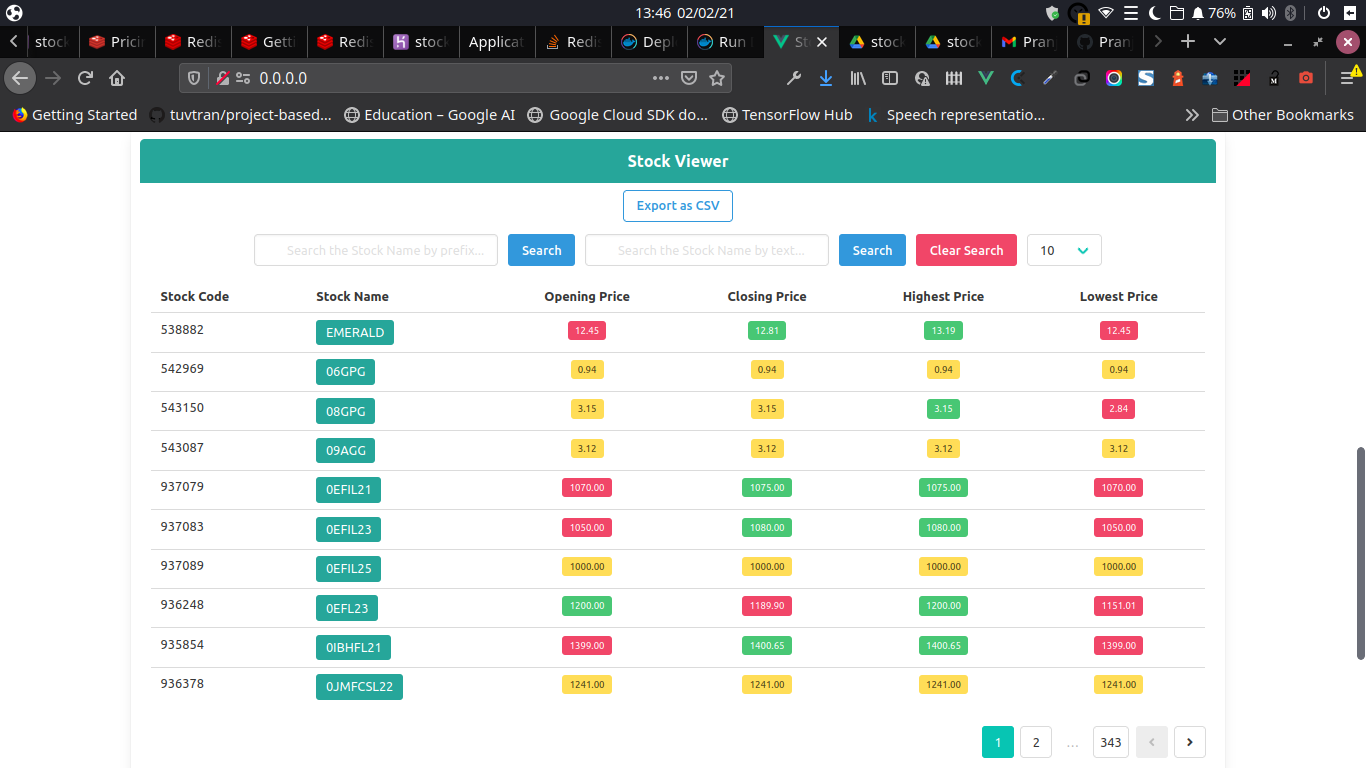 13:46 02/02/21
76%
stock
Pricin
Redis
Getti
Redis
stock
Applicat
Redis
Depl
Run
St
stock
stock
Pranj
Pranj
0.0.0.0
Getting Started
tuvtran/project-based...
Education – Google AI
Google Cloud SDK do...
TensorFlow Hub
Speech representatio...
Other Bookmarks
Stock Viewer
Export as CSV
Search the Stock Name by prefix... Search Search the Stock Name by text... Search Clear Search 10
Stock Code Stock Name Opening Price Closing Price Highest Price Lowest Price
538882 EMERALD 12.45 12.81 13.19 12.45
542969 06GPG 0.94 0.94 0.94 0.94
543150 08GPG 3.15 3.15 3.15 2.84
543087 09AGG 3.12 3.12 3.12 3.12
937079 0EFIL21 1070.00 1075.00 1075.00 1070.00
937083 0EFIL23 1050.00 1080.00 1080.00 1050.00
937089 0EFIL25 1000.00 1000.00 1000.00 1000.00
936248 0EFL23 1200.00 1189.90 1200.00 1151.01
935854 0IBHFL21 1399.00 1400.65 1400.65 1399.00
936378 0JMFCSL22 1241.00 1241.00 1241.00 1241.00
1 2 ... 343